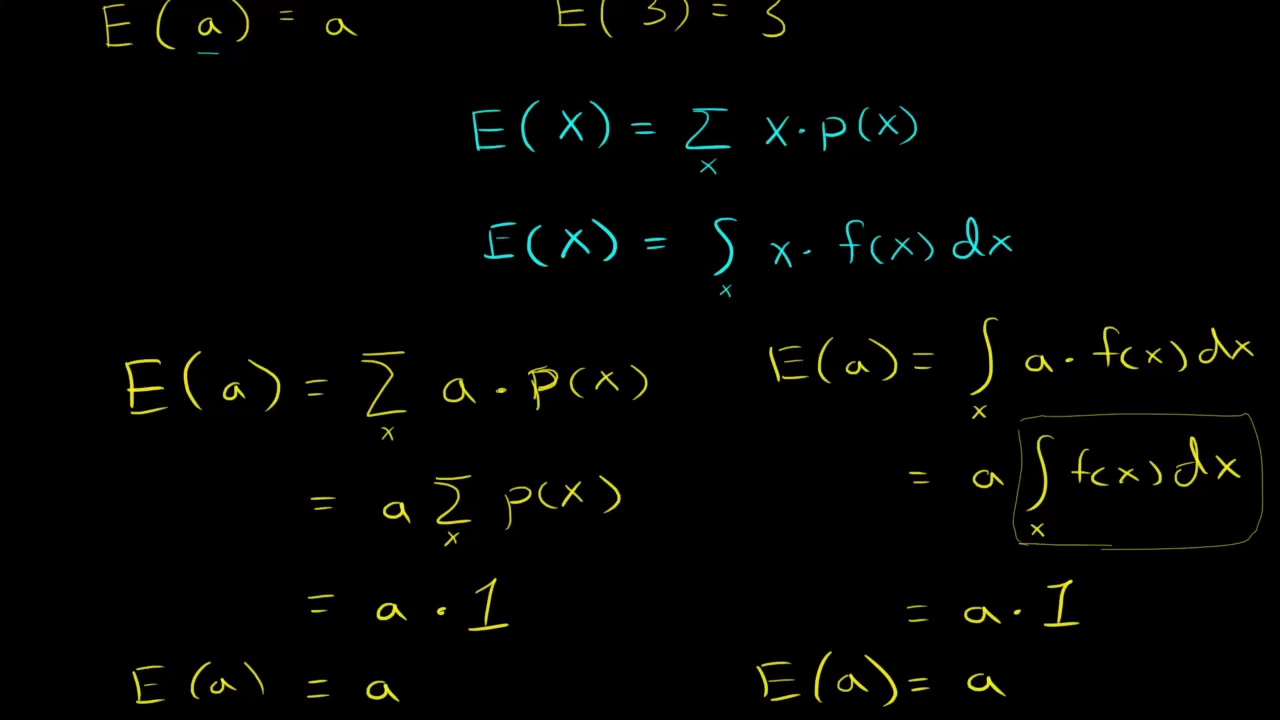 E(a) = a
E(3) = 3
E(X) = Σ x·p(x)
x
E(X) = ∫ x·f(x) dx
x
E(a) = Σ a·p(x)
x
= a Σ p(x)
x
= a·1
E(a) = a
E(a) = ∫ a·f(x) dx
x
= a ∫ f(x) dx
x
= a·1
E(a) = a